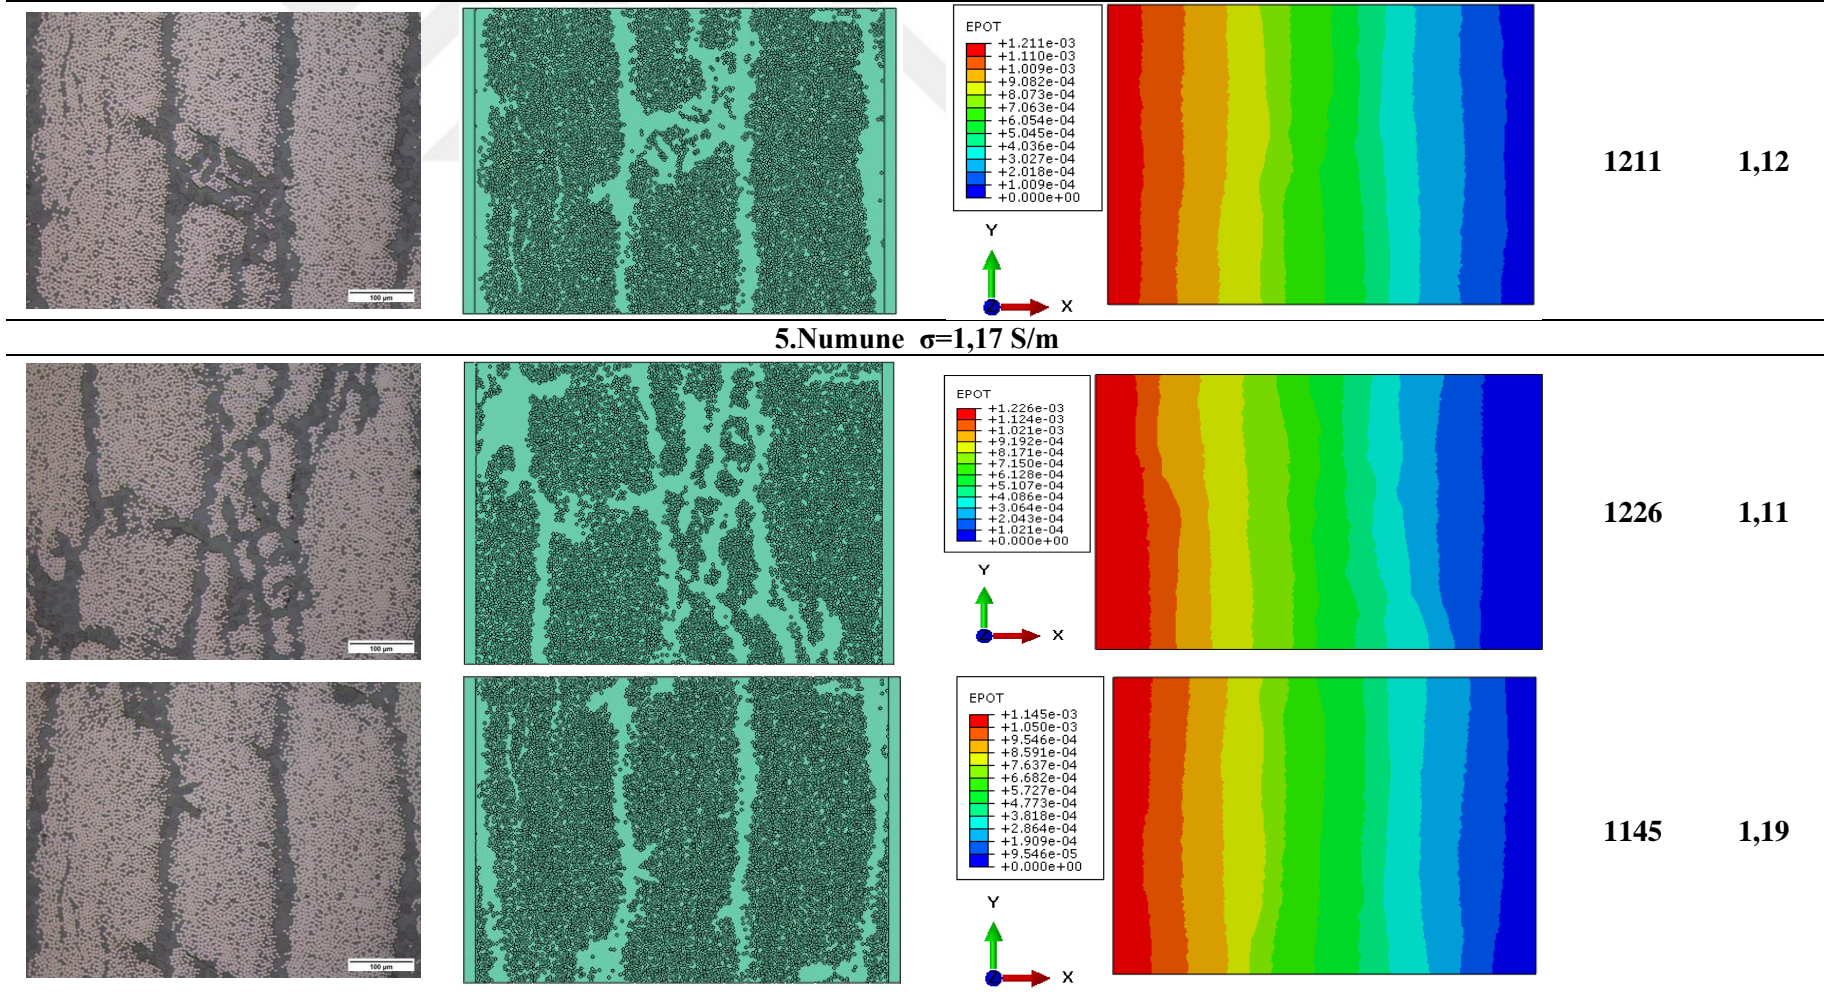 EPOT
+1.211e-03
+1.110e-03
+1.009e-03
+9.082e-04
+8.073e-04
+7.063e-04
+6.054e-04
+5.045e-04
+4.036e-04
+3.027e-04
+2.018e-04
+1.009e-04
+0.000e+00
Y
Z
X
100 µm
1211 1,12
5.Numune σ=1,17 S/m
EPOT
+1.226e-03
+1.124e-03
+1.021e-03
+9.192e-04
+8.171e-04
+7.150e-04
+6.128e-04
+5.107e-04
+4.086e-04
+3.064e-04
+2.043e-04
+1.021e-04
+0.000e+00
Y
Z
X
100 µm
1226 1,11
EPOT
+1.145e-03
+1.050e-03
+9.546e-04
+8.591e-04
+7.637e-04
+6.682e-04
+5.727e-04
+4.773e-04
+3.818e-04
+2.864e-04
+1.909e-04
+9.546e-05
+0.000e+00
Y
Z
X
100 µm
1145 1,19